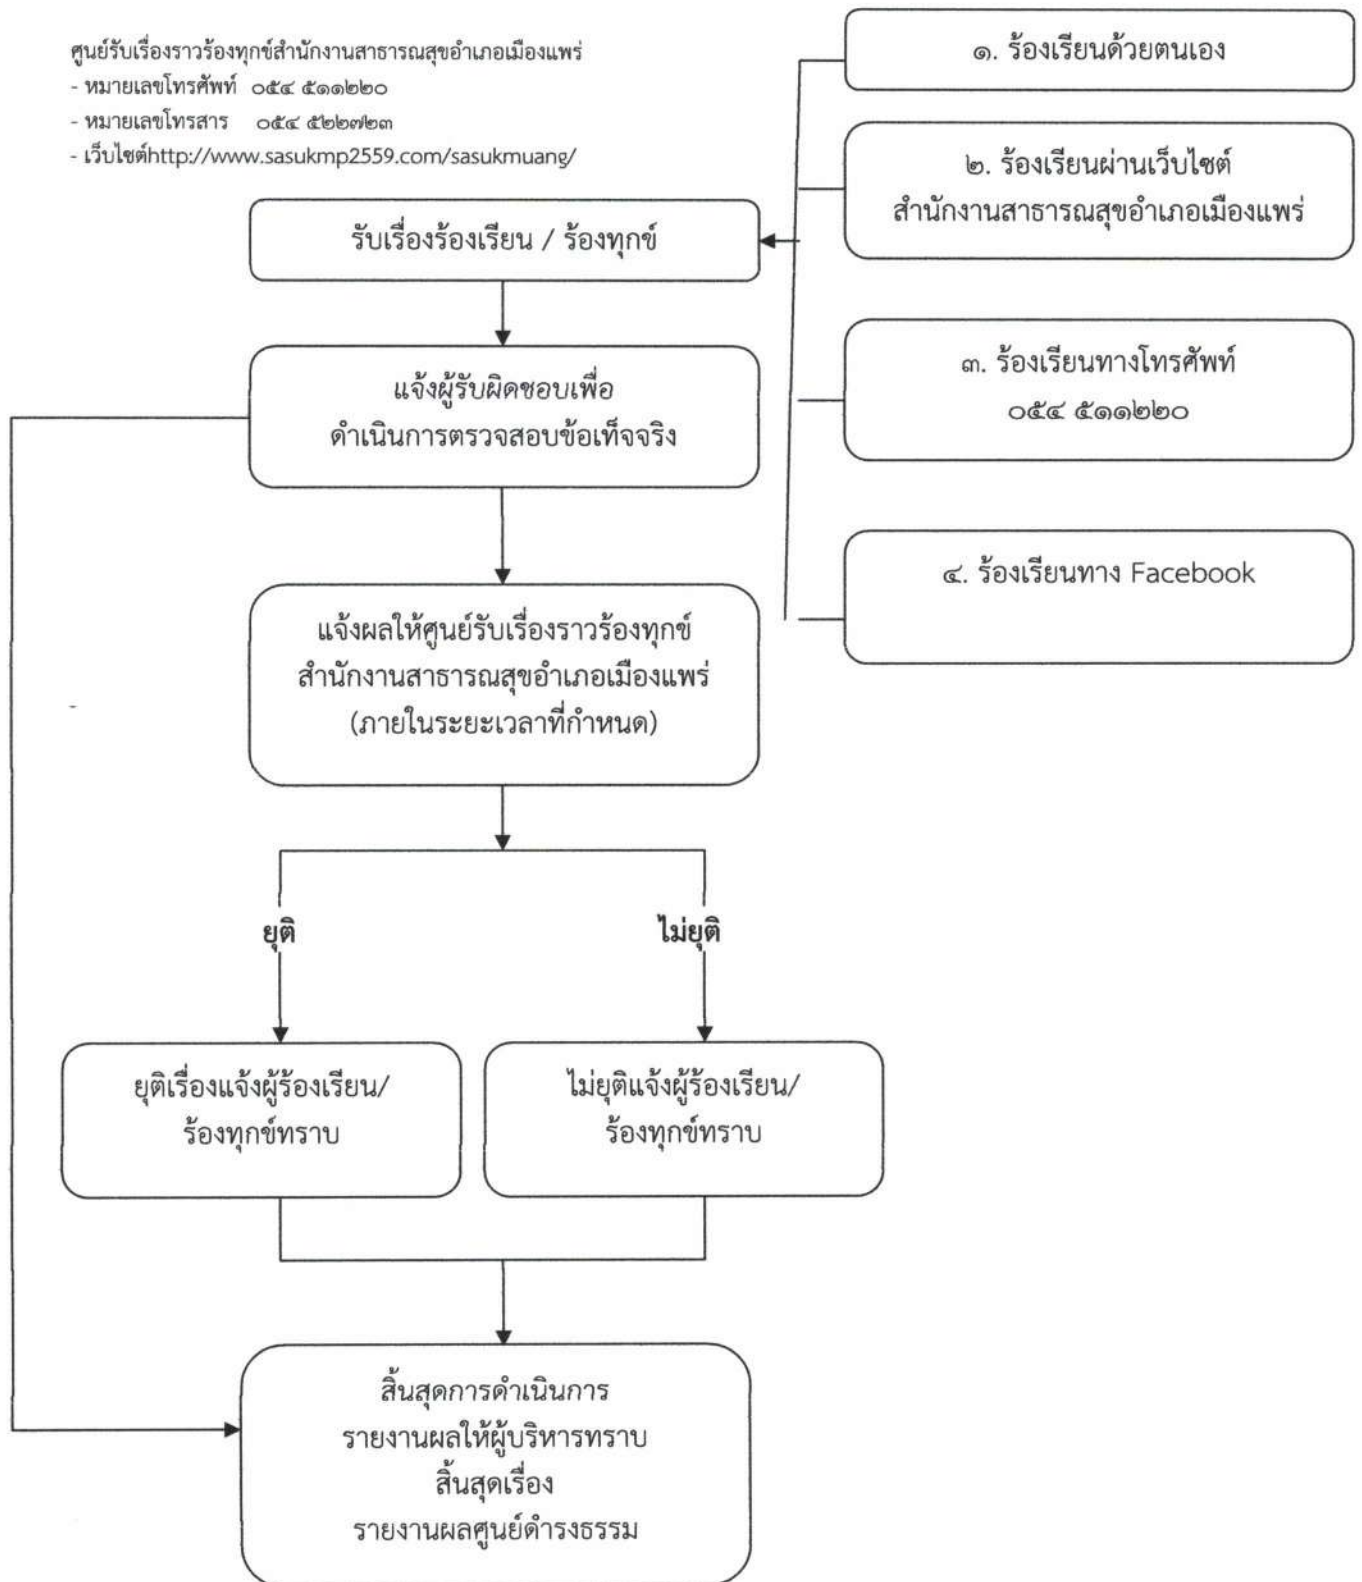 ศูนย์รับเรื่องราวร้องทุกข์สำนักงานสาธารณสุขอำเภอเมืองแพร่
- หมายเลขโทรศัพท์ ๐๕๔ ๕๑๑๒๒๐
- หมายเลขโทรสาร ๐๕๔ ๕๒๒๗๒๓
- เว็บไซต์http://www.sasukmp2559.com/sasukmuang/
๑. ร้องเรียนด้วยตนเอง
๒. ร้องเรียนผ่านเว็บไซต์
สำนักงานสาธารณสุขอำเภอเมืองแพร่
๓. ร้องเรียนทางโทรศัพท์
๐๕๔ ๕๑๑๒๒๐
๔. ร้องเรียนทาง Facebook
รับเรื่องร้องเรียน / ร้องทุกข์
แจ้งผู้รับผิดชอบเพื่อ
ดำเนินการตรวจสอบข้อเท็จจริง
แจ้งผลให้ศูนย์รับเรื่องราวร้องทุกข์
สำนักงานสาธารณสุขอำเภอเมืองแพร่
(ภายในระยะเวลาที่กำหนด)
ยุติ
ไม่ยุติ
ยุติเรื่องแจ้งผู้ร้องเรียน/
ร้องทุกข์ทราบ
ไม่ยุติแจ้งผู้ร้องเรียน/
ร้องทุกข์ทราบ
สิ้นสุดการดำเนินการ
รายงานผลให้ผู้บริหารทราบ
สิ้นสุดเรื่อง
รายงานผลศูนย์ดำรงธรรม